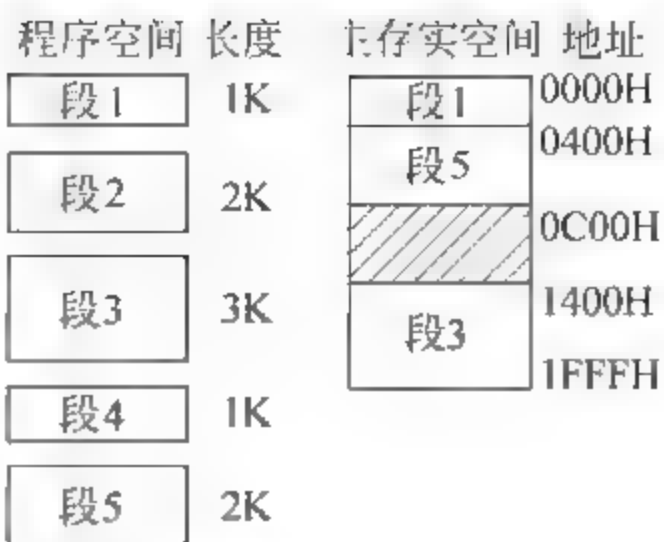 程序空间 长度 主存实空间 地址
段1 1K 段1 0000H
0400H
段2 2K 段5
0C00H
段3 3K 1400H
段3
1FFFH
段4 1K
段5 2K